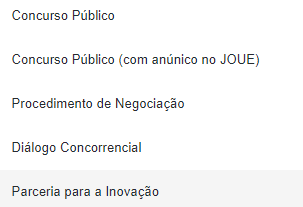 Concurso Público
Concurso Público (com anúnico no JOUE)
Procedimento de Negociação
Diálogo Concorrencial
Parceria para a Inovação